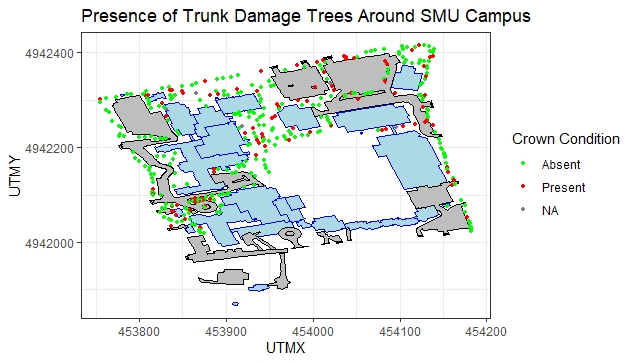 Presence of Trunk Damage Trees Around SMU Campus
4942400
4942200
4942000
UTMY
453800
453900
454000
454100
454200
UTMX
Crown Condition
Absent
Present
NA